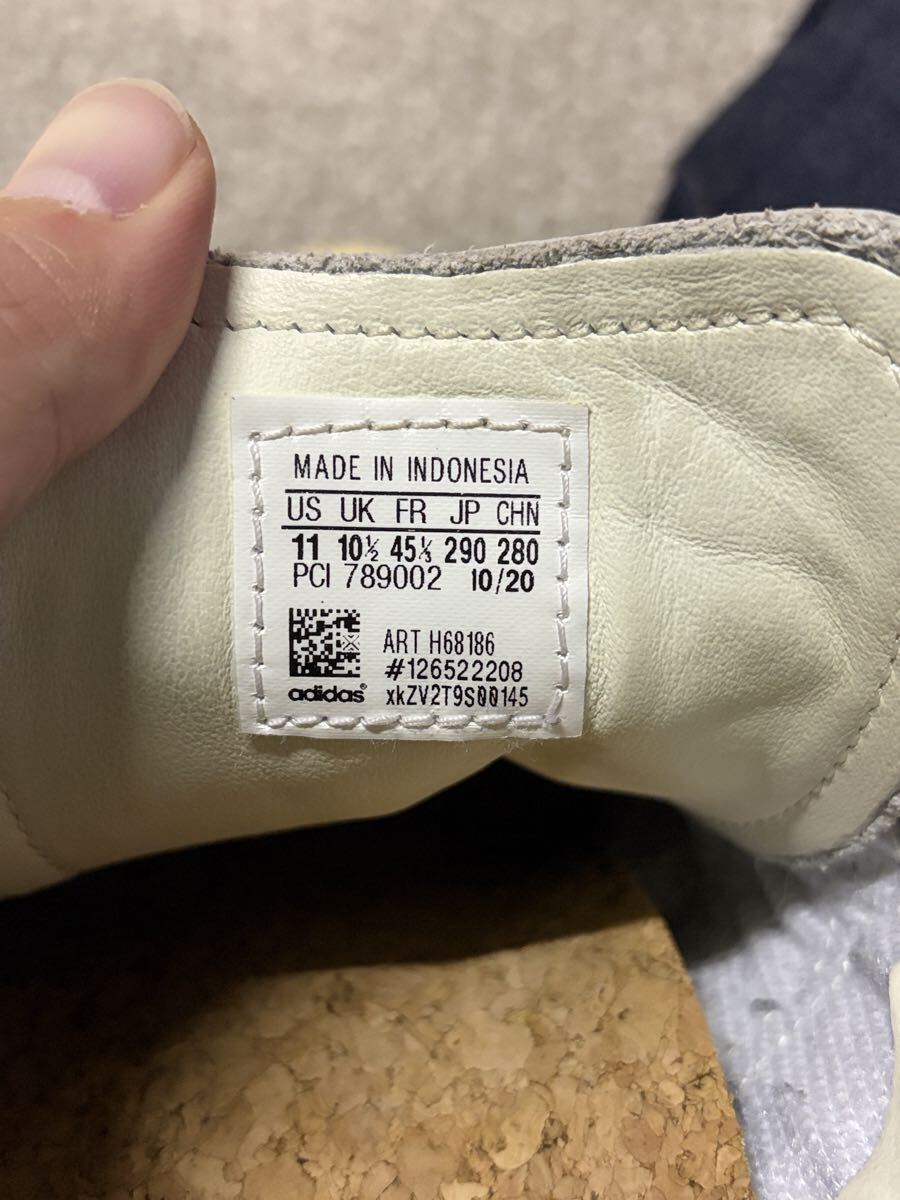 MADE IN INDONESIA
US UK FR JP CHN
11 10½ 45⅓ 290 280
PCI 789002 10/20
ART H68186
#126522208
adidas® xkZV2T9S00145